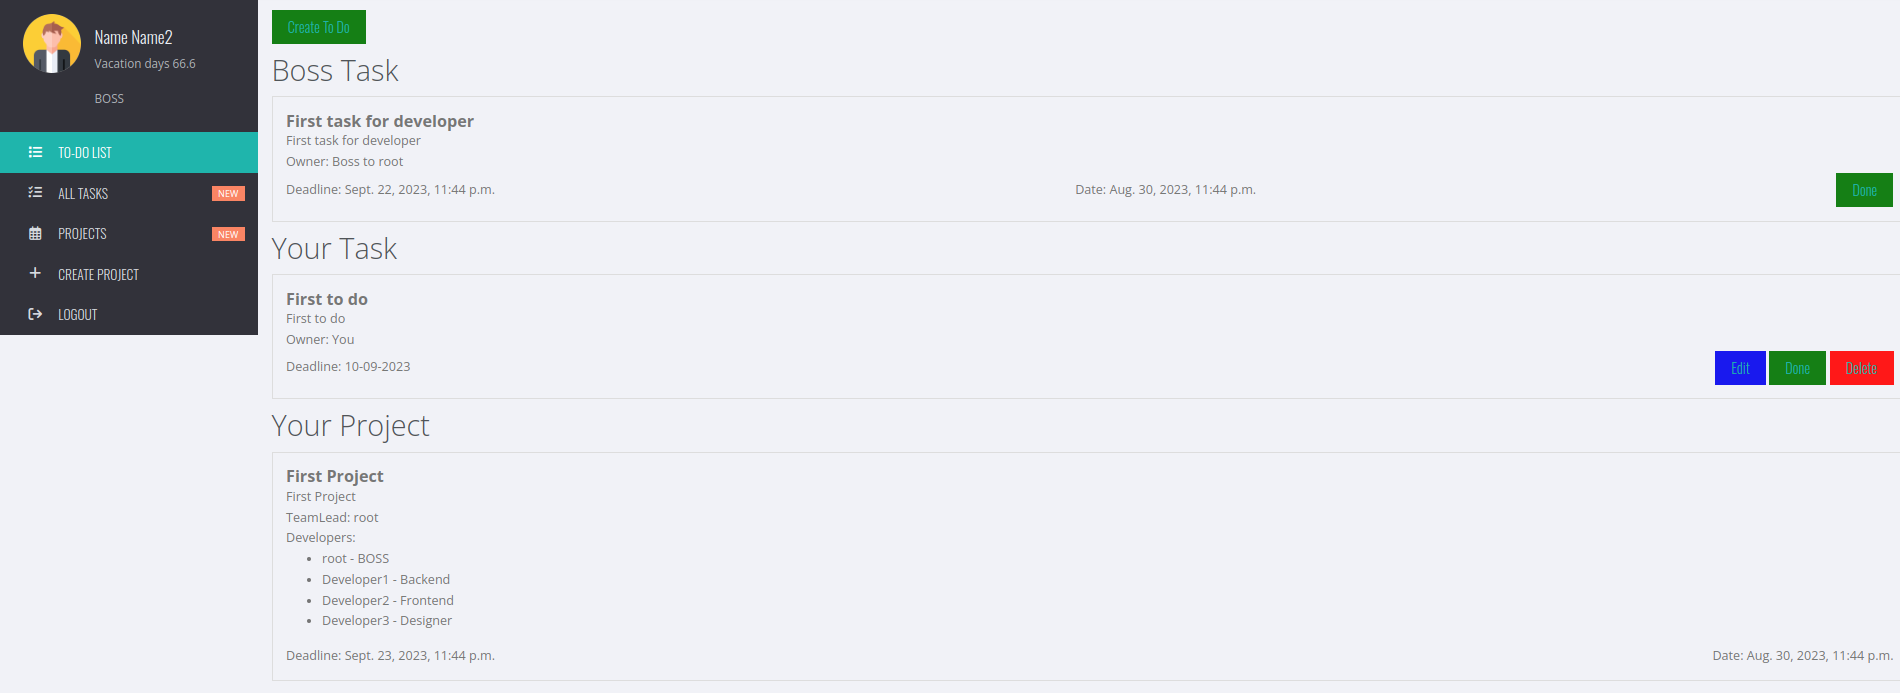 Name Name2
Vacation days 66.6
BOSS
TO-DO LIST
ALL TASKS NEW
PROJECTS NEW
CREATE PROJECT
LOGOUT
Create To Do
Boss Task
First task for developer
First task for developer
Owner: Boss to root
Deadline: Sept. 22, 2023, 11:44 p.m. Date: Aug. 30, 2023, 11:44 p.m. Done
Your Task
First to do
First to do
Owner: You
Deadline: 10-09-2023 Edit Done Delete
Your Project
First Project
First Project
TeamLead: root
Developers:
• root - BOSS
• Developer1 - Backend
• Developer2 - Frontend
• Developer3 - Designer
Deadline: Sept. 23, 2023, 11:44 p.m. Date: Aug. 30, 2023, 11:44 p.m.